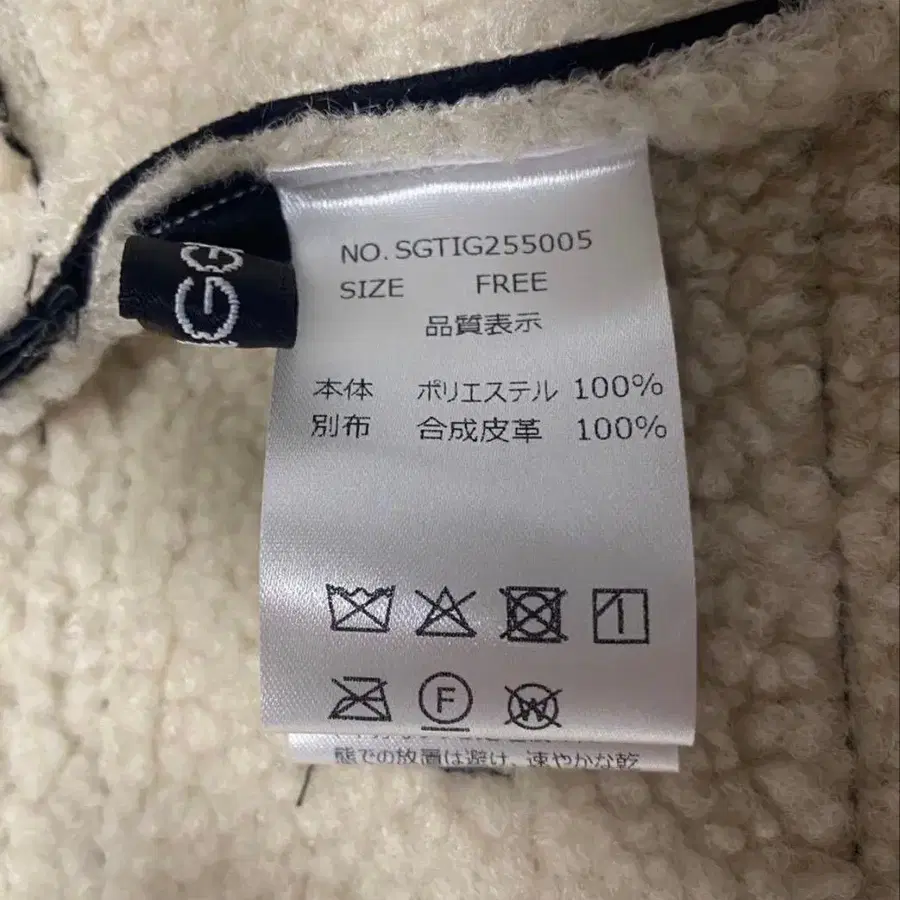 NO. SGTIG255005
SIZE FREE
品質表示
本体 ポリエステル 100%
別布 合成皮革 100%
F
W
態での放置は避け、速やかな乾